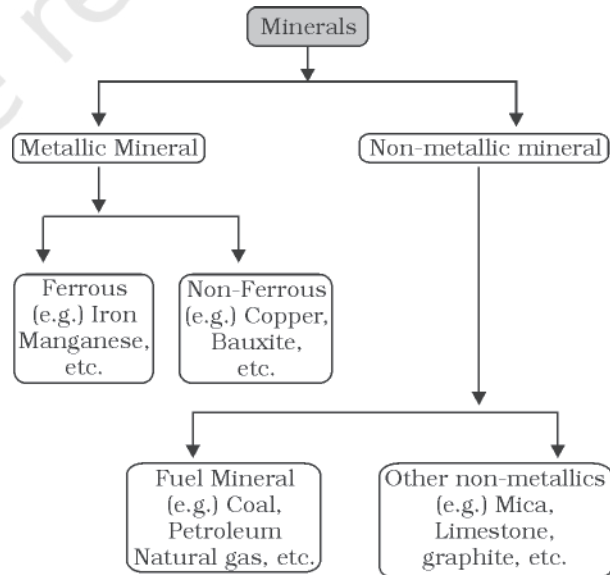 Minerals
Metallic Mineral
Non-metallic mineral
Ferrous
(e.g.) Iron
Manganese,
etc.
Non-Ferrous
(e.g.) Copper,
Bauxite,
etc.
Fuel Mineral
(e.g.) Coal,
Petroleum
Natural gas, etc.
Other non-metallics
(e.g.) Mica,
Limestone,
graphite, etc.